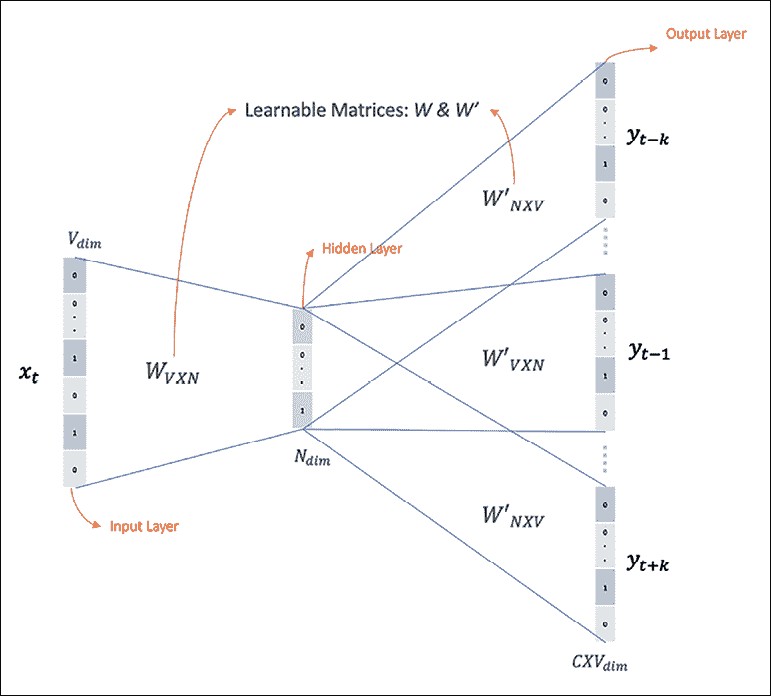 Output Layer
Learnable Matrices: W & W'
0
0
.
.
1
0
y_{t-k}
W'_{NXV}
V_{dim}
Hidden Layer
0
0
.
.
1
0
1
0
x_t
W_{VXN}
0
0
.
.
1
N_{dim}
Input Layer
0
0
.
.
1
0
y_{t-1}
W'_{VXN}
0
0
.
.
1
0
y_{t+k}
W'_{NXV}
CXV_{dim}